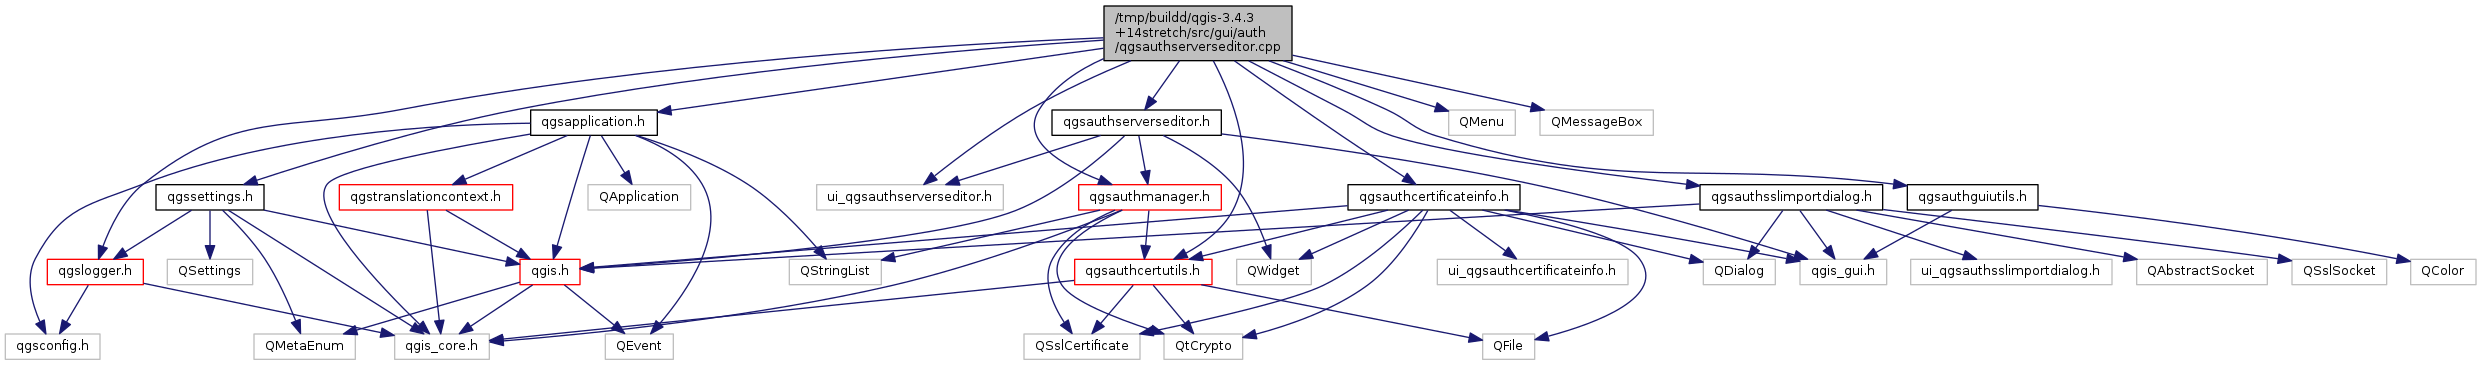 /tmp/buildd/qgis-3.4.3
+14stretch/src/gui/auth
/qgsauthserverseditor.cpp
qgsapplication.h
qgsauthserverseditor.h
QMenu
QMessageBox
qgssettings.h
qgstranslationcontext.h
QApplication
ui_qgsauthserverseditor.h
qgsauthmanager.h
qgsauthcertificateinfo.h
qgsauthsslimportdialog.h
qgsauthguiutils.h
qgslogger.h
QSettings
qgis.h
QStringList
qgsauthcertutils.h
QWidget
ui_qgsauthcertificateinfo.h
QDialog
qgis_gui.h
ui_qgsauthsslimportdialog.h
QAbstractSocket
QSslSocket
QColor
qgsconfig.h
QMetaEnum
qgis_core.h
QEvent
QSslCertificate
QtCrypto
QFile